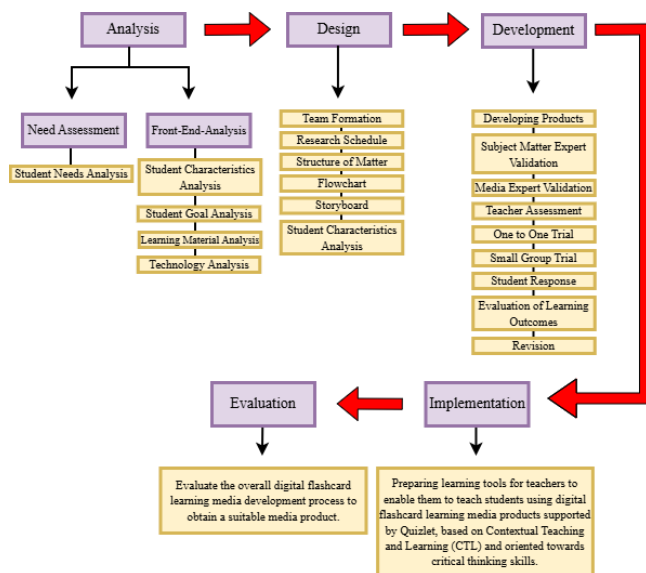 Analysis
Design
Development
Need Assessment
Student Needs Analysis
Front-End-Analysis
Student Characteristics
Analysis
Student Goal Analysis
Learning Material Analysis
Technology Analysis
Team Formation
Research Schedule
Structure of Matter
Flowchart
Storyboard
Student Characteristics
Analysis
Developing Products
Subject Matter Expert
Validation
Media Expert Validation
Teacher Assessment
One to One Trial
Small Group Trial
Student Response
Evaluation of Learning
Outcomes
Revision
Evaluation
Implementation
Evaluate the overall digital flashcard
learning media development process to
obtain a suitable media product.
Preparing learning tools for teachers to
enable them to teach students using digital
flashcard learning media products supported
by Quizlet, based on Contextual Teaching
and Learning (CTL) and oriented towards
critical thinking skills.